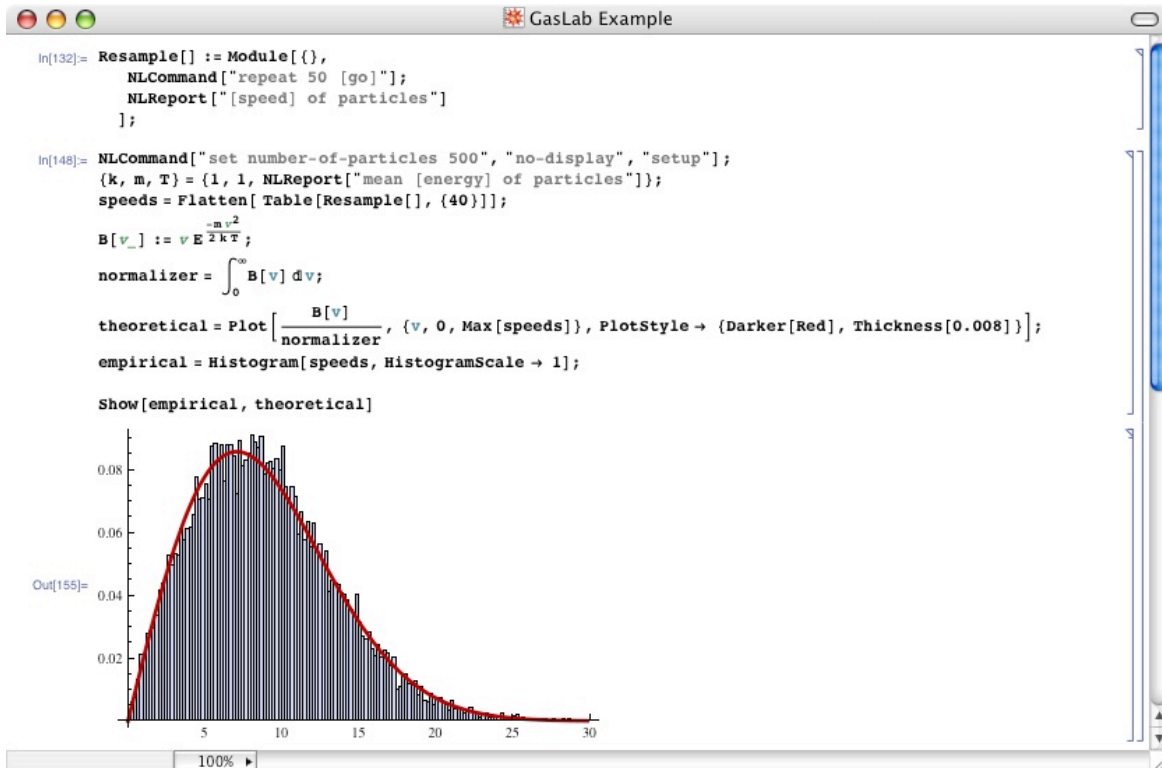 GasLab Example
In[132]:= Resample[] := Module[{},
NLCommand["repeat 50 [go]"];
NLReport["[speed] of particles"]
];
In[148]:= NLCommand["set number-of-particles 500", "no-display", "setup"];
{k, m, T} = {1, 1, NLReport["mean [energy] of particles"]};
speeds = Flatten[ Table[Resample[], {40}]];
B[v_] := v E^(-m v^2/2 k T);
normalizer = ∫_0^∞ B[v] ⅆv;
theoretical = Plot[B[v]/normalizer, {v, 0, Max[speeds]}, PlotStyle → {Darker[Red], Thickness[0.008]}];
empirical = Histogram[speeds, HistogramScale → 1];
Show[empirical, theoretical]
Out[155]=
0.08
0.06
0.04
0.02
5 10 15 20 25 30
100%